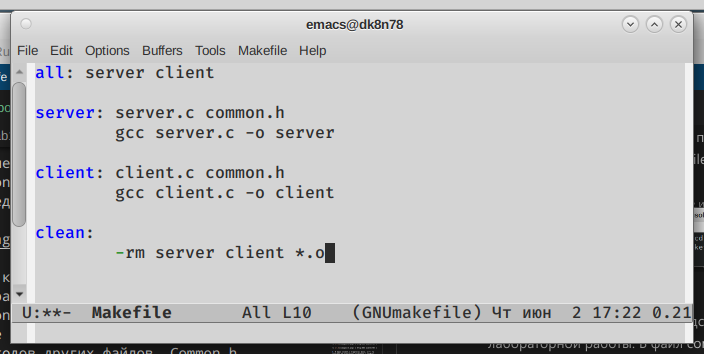 emacs@dk8n78
File Edit Options Buffers Tools Makefile Help
all: server client
server: server.c common.h
gcc server.c -o server
client: client.c common.h
gcc client.c -o client
clean:
-rm server client *.o
U:**- Makefile All L10 (GNUmakefile) Чт июн 2 17:22 0.21